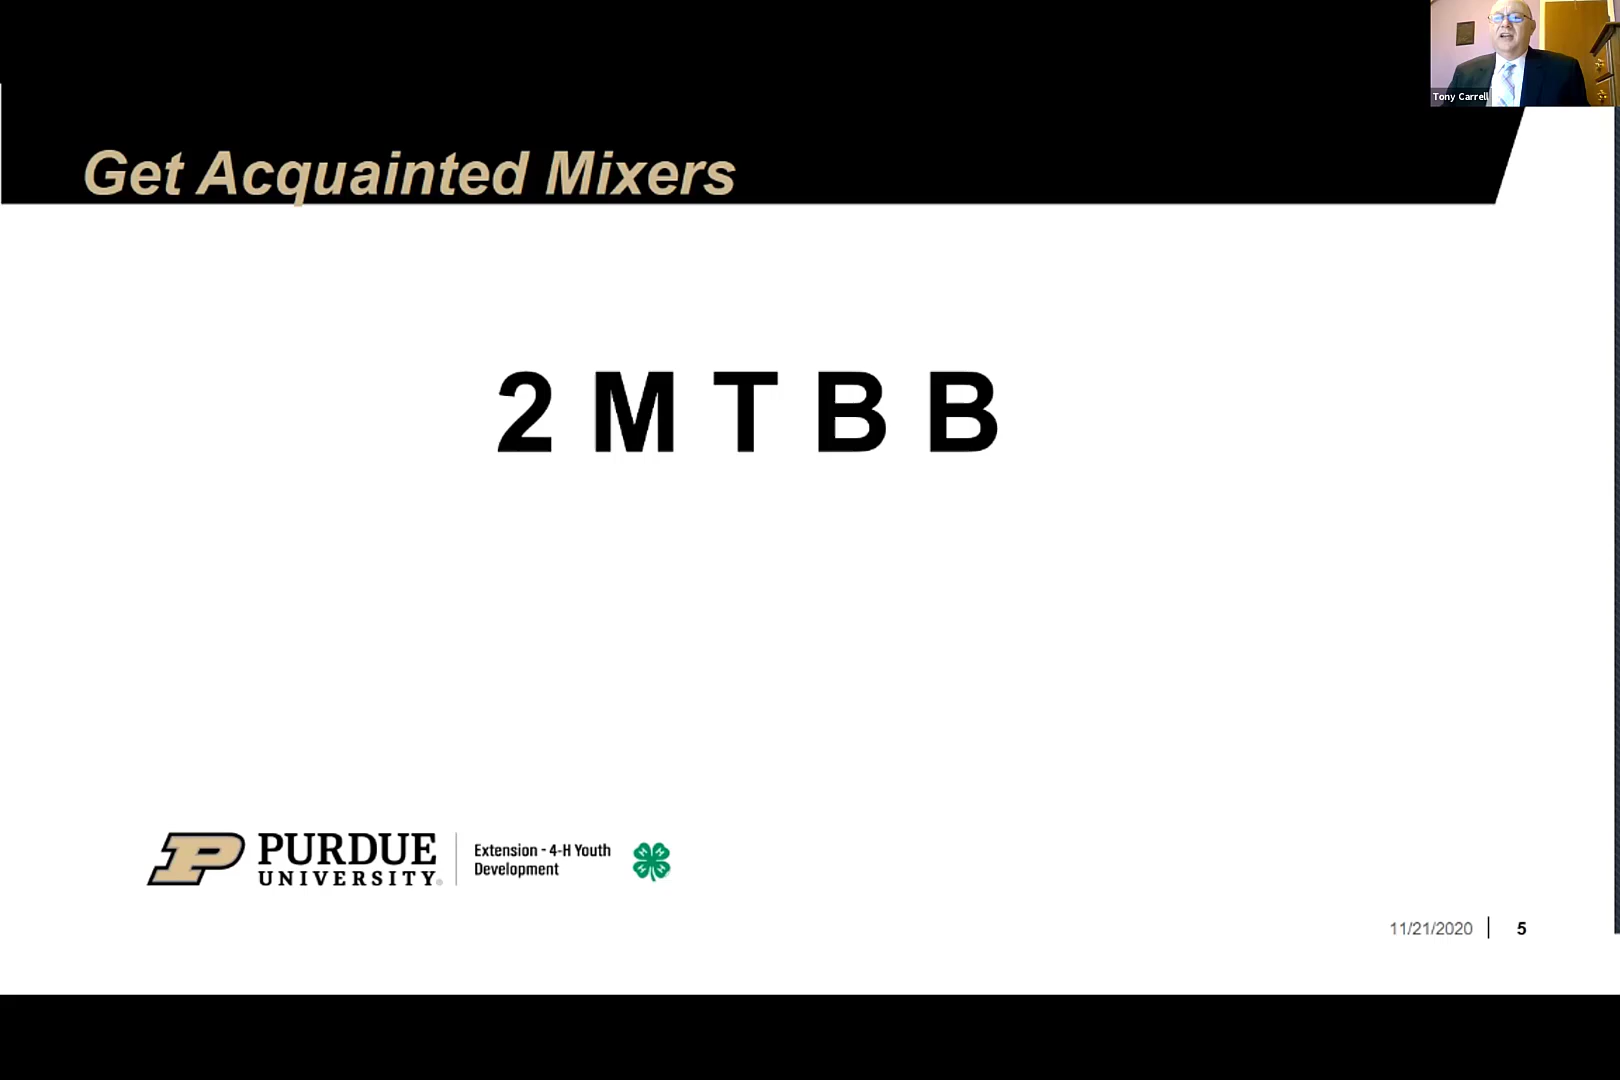 Tony Carrell
Get Acquainted Mixers
2 M T B B
PURDUE
UNIVERSITY®
Extension - 4-H Youth
Development
H H H H
11/21/2020 | 5